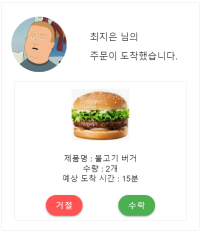 최지은 님의
주문이 도착했습니다.
제품명 : 불고기 버거
수량 : 2개
예상 도착 시간 : 15분
거절
수락